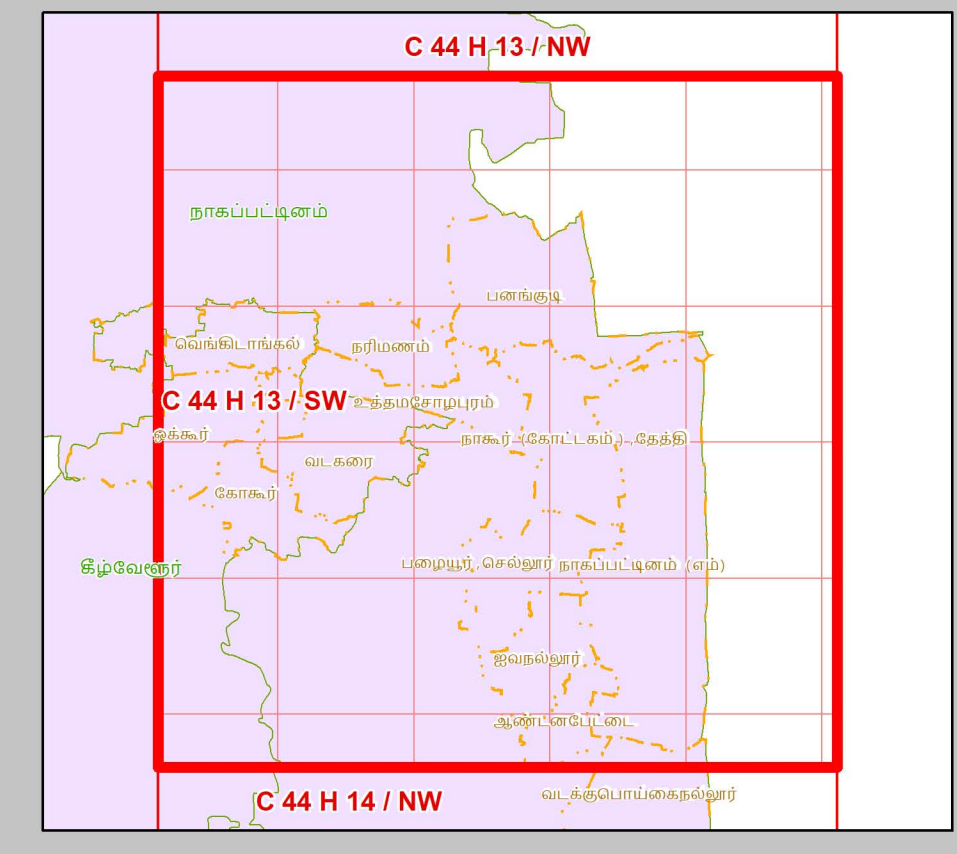 C 44 H 13 / NW
நாகப்பட்டினம்
பனங்குடி
வெங்கிடாங்கல்
நரிமணம்
C 44 H 13 / SW
உத்தமசோழபுரம்
ஒக்கூர்
நாகூர் (கோட்டகம்) ,தேத்தி
வடகரை
கோகூர்
கீழ்வேளூர்
பழையூர் ,செல்லூர்
நாகப்பட்டினம் (எம்)
ஐவநல்லூர்
ஆண்டனபேட்டை
C 44 H 14 / NW
வடக்குபொய்கைநல்லூர்